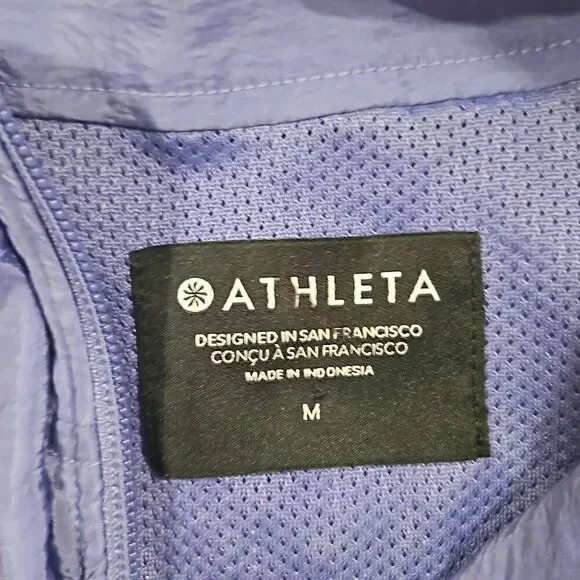 ATHLETA
DESIGNED IN SAN FRANCISCO
CONÇU À SAN FRANCISCO
MADE IN INDONESIA
M